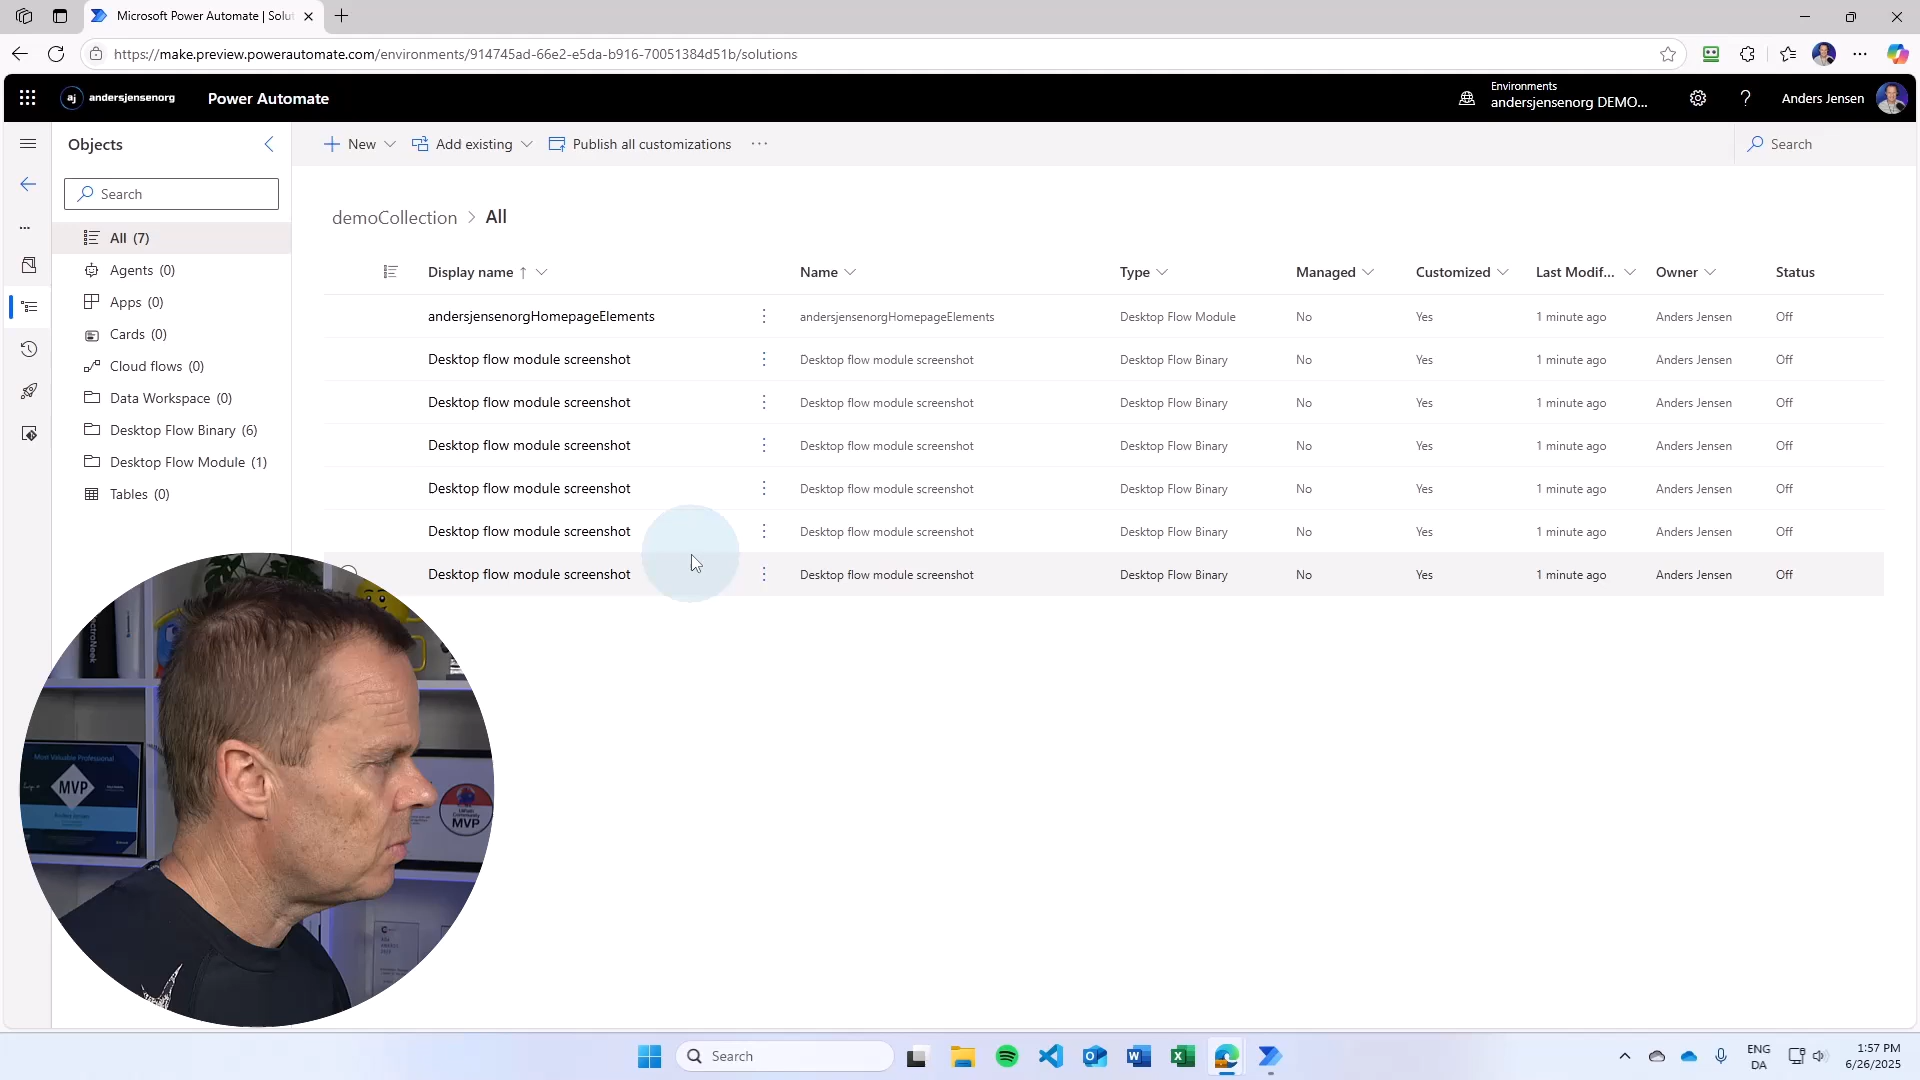 Microsoft Power Automate | Solut
https://make.preview.powerautomate.com/environments/914745ad-66e2-e5da-b916-70051384d51b/solutions
aj andersjensenorg Power Automate
Environments
andersjensenorg DEMO...
Anders Jensen
Objects
New Add existing Publish all customizations ...
Search
Search
demoCollection > All
All (7)
Agents (0)
Apps (0)
Cards (0)
Cloud flows (0)
Data Workspace (0)
Desktop Flow Binary (6)
Desktop Flow Module (1)
Tables (0)
Display name ↑ Name Type Managed Customized Last Modif... Owner Status
andersjensenorgHomepageElements andersjensenorgHomepageElements Desktop Flow Module No Yes 1 minute ago Anders Jensen Off
Desktop flow module screenshot Desktop flow module screenshot Desktop Flow Binary No Yes 1 minute ago Anders Jensen Off
Desktop flow module screenshot Desktop flow module screenshot Desktop Flow Binary No Yes 1 minute ago Anders Jensen Off
Desktop flow module screenshot Desktop flow module screenshot Desktop Flow Binary No Yes 1 minute ago Anders Jensen Off
Desktop flow module screenshot Desktop flow module screenshot Desktop Flow Binary No Yes 1 minute ago Anders Jensen Off
Desktop flow module screenshot Desktop flow module screenshot Desktop Flow Binary No Yes 1 minute ago Anders Jensen Off
Desktop flow module screenshot Desktop flow module screenshot Desktop Flow Binary No Yes 1 minute ago Anders Jensen Off
Most Valuable Professional
MVP
MVP
Search
ENG
DA
1:57 PM
6/26/2025